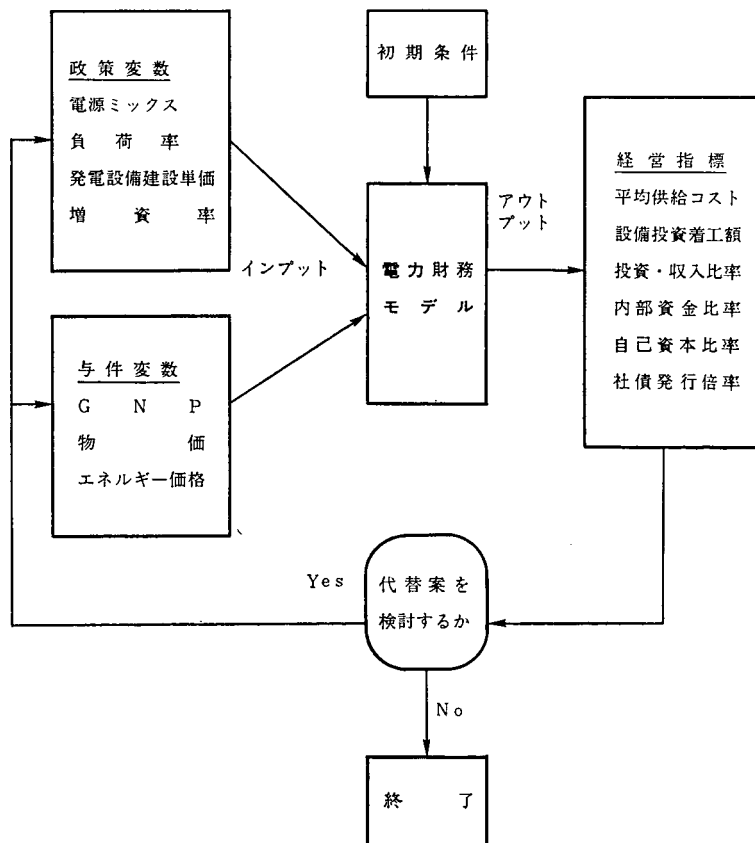 初期条件
政策変数
電源ミックス
負荷率
発電設備建設単価
増資率
インプット
与件変数
GNP
物価
エネルギー価格
電力財務
モデル
アウト
プット
経営指標
平均供給コスト
設備投資着工額
投資・収入比率
内部資金比率
自己資本比率
社債発行倍率
Yes
代替案を
検討するか
No
終了